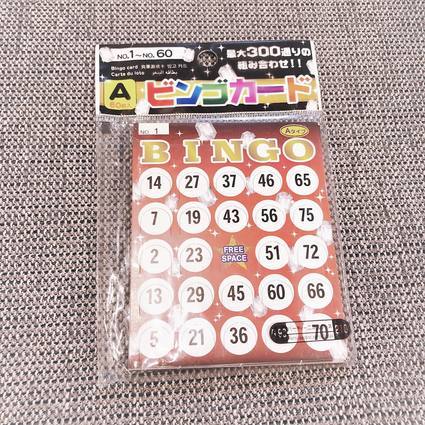 NO.1〜NO.60
最大300通りの
組み合わせ!!
Bingo card
Carte du loto
A
ビンゴカード
NO. 1
Aタイプ
BINGO
14 27 37 46 65
7 19 43 56 75
2 23 FREE SPACE 51 72
13 29 45 60 66
5 21 36 70